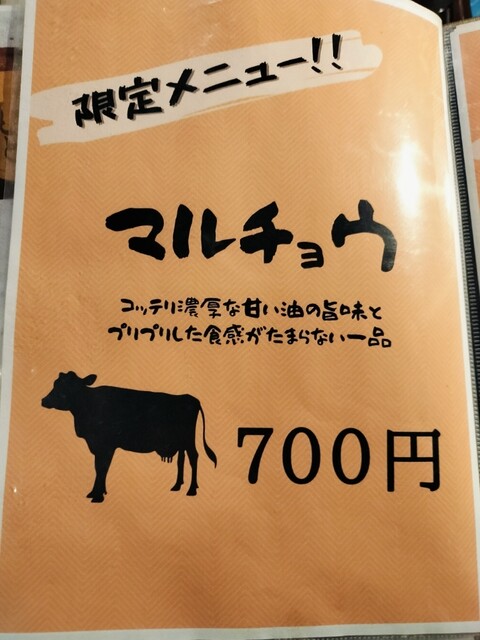 限定メニュー!!
マルチョウ
コッテリ濃厚な甘い油の旨味と
プリプリした食感がたまらない一品
700円